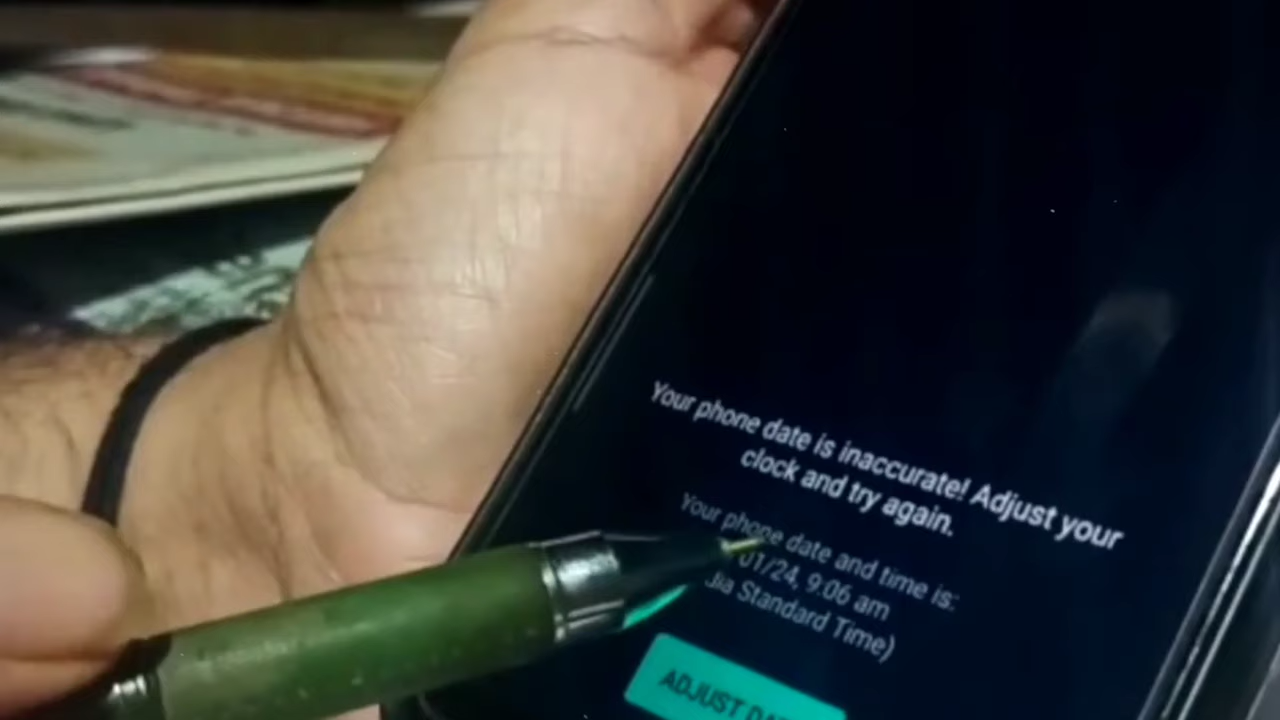 Your phone date is inaccurate! Adjust your
clock and try again.
Your phone date and time is:
01/24, 9:06 am
Standard Time)
ADJUST